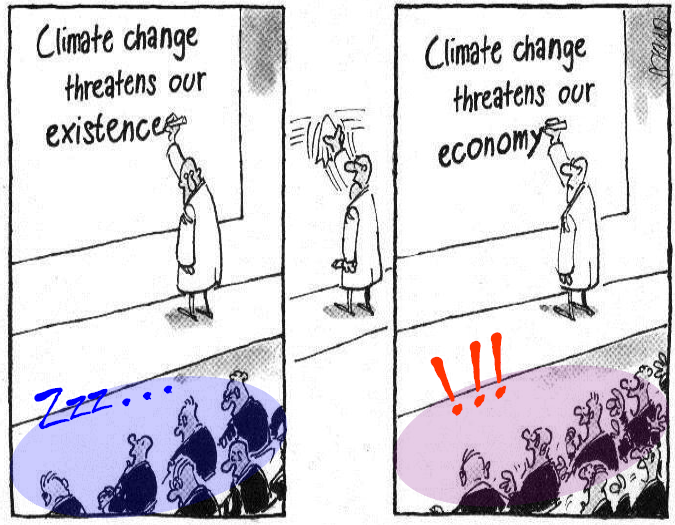 Climate change
threatens our
existence
Climate change
threatens our
economy
Zzz...
!!!